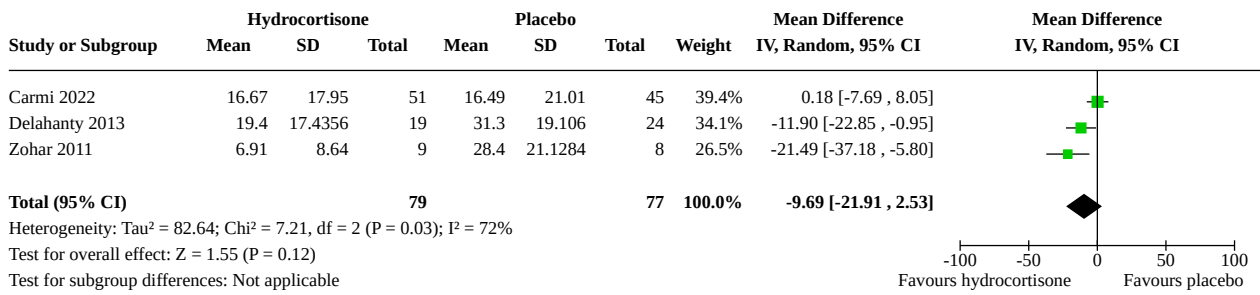 Hydrocortisone Placebo Mean Difference Mean Difference
Study or Subgroup Mean SD Total Mean SD Total Weight IV, Random, 95% CI IV, Random, 95% CI
Carmi 2022 16.67 17.95 51 16.49 21.01 45 39.4% 0.18 [-7.69 , 8.05]
Delahanty 2013 19.4 17.4356 19 31.3 19.106 24 34.1% -11.90 [-22.85 , -0.95]
Zohar 2011 6.91 8.64 9 28.4 21.1284 8 26.5% -21.49 [-37.18 , -5.80]
Total (95% CI) 79 77 100.0% -9.69 [-21.91 , 2.53]
Heterogeneity: Tau² = 82.64; Chi² = 7.21, df = 2 (P = 0.03); I² = 72%
Test for overall effect: Z = 1.55 (P = 0.12)
-100 -50 0 50 100
Test for subgroup differences: Not applicable Favours hydrocortisone Favours placebo